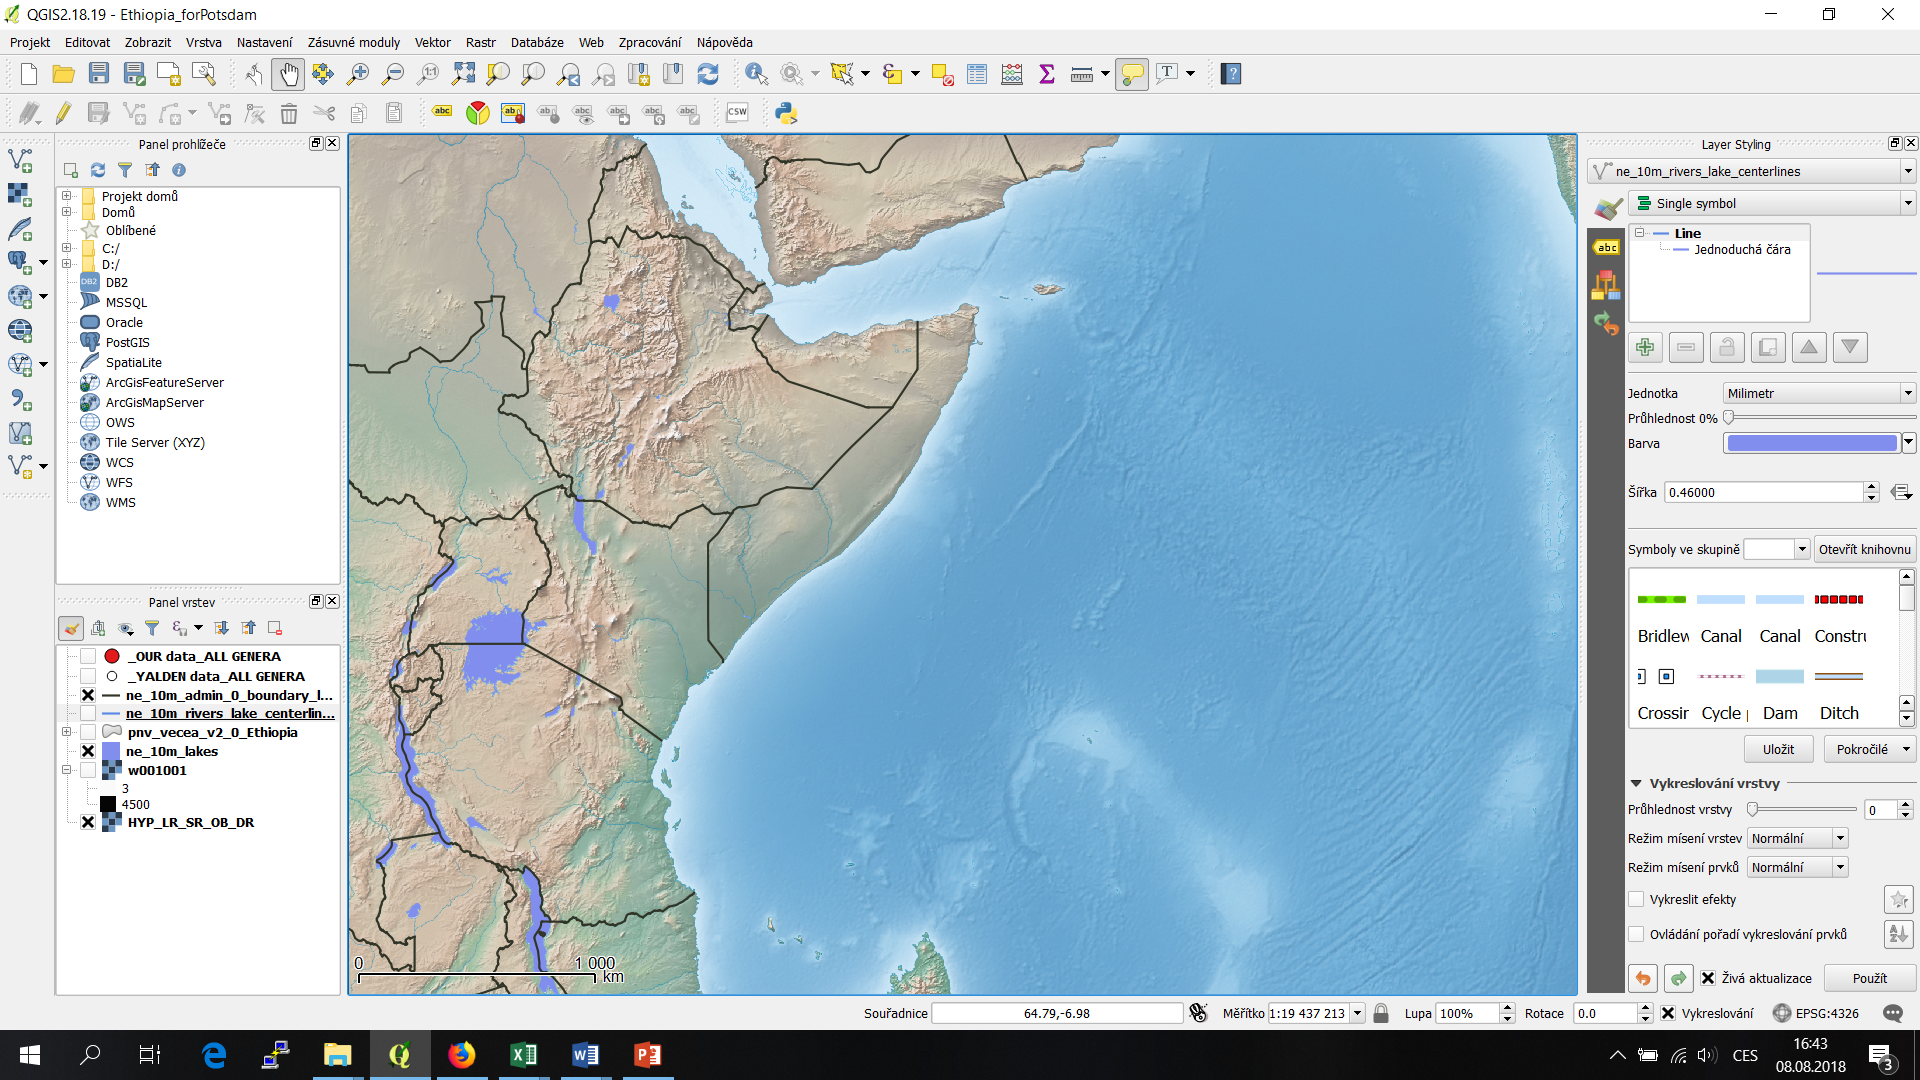 QGIS2.18.19 - Ethiopia_forPotsdam
Projekt Editovat Zobrazit Vrstva Nastavení Zásuvné moduly Vektor Rastr Databáze Web Zpracování Nápověda
1:1
T
?
abc
CSW
Panel prohlížeče
Projekt domů
Domů
Oblíbené
C:/
D:/
DB2
MSSQL
Oracle
PostGIS
SpatiaLite
ArcGisFeatureServer
ArcGisMapServer
OWS
Tile Server (XYZ)
WCS
WFS
WMS
Panel vrstev
_OUR data_ALL GENERA
_YALDEN data_ALL GENERA
ne_10m_admin_0_boundary_l...
ne_10m_rivers_lake_centerlin...
pnv_vecea_v2_0_Ethiopia
ne_10m_lakes
w001001
3
4500
HYP_LR_SR_OB_DR
0 1 000 km
Layer Styling
ne_10m_rivers_lake_centerlines
Single symbol
abc
Line
Jednoduchá čára
Jednotka Milimetr
Průhlednost 0%
Barva
Šířka 0.46000
Symboly ve skupině Otevřít knihovnu
Bridlew Canal Canal Constru
Crossir Cycle Dam Ditch
Uložit Pokročilé
Vykreslování vrstvy
Průhlednost vrstvy 0
Režim mísení vrstev Normální
Režim mísení prvků Normální
Vykreslit efekty
Ovládání pořadí vykreslování prvků
Živá aktualizace Použít
Souřadnice 64.79,-6.98 Měřítko 1:19 437 213 Lupa 100% Rotace 0.0 Vykreslování EPSG:4326
CES
16:43
08.08.2018
3